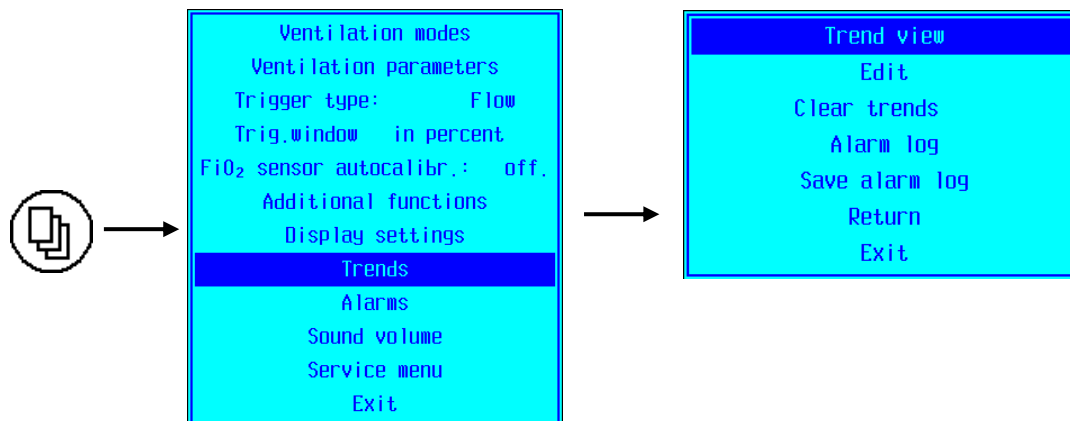 Ventilation modes
Ventilation parameters
Trigger type: Flow
Trig.window in percent
FiO₂ sensor autocalibr.: off.
Additional functions
Display settings
Trends
Alarms
Sound volume
Service menu
Exit
Trend view
Edit
Clear trends
Alarm log
Save alarm log
Return
Exit